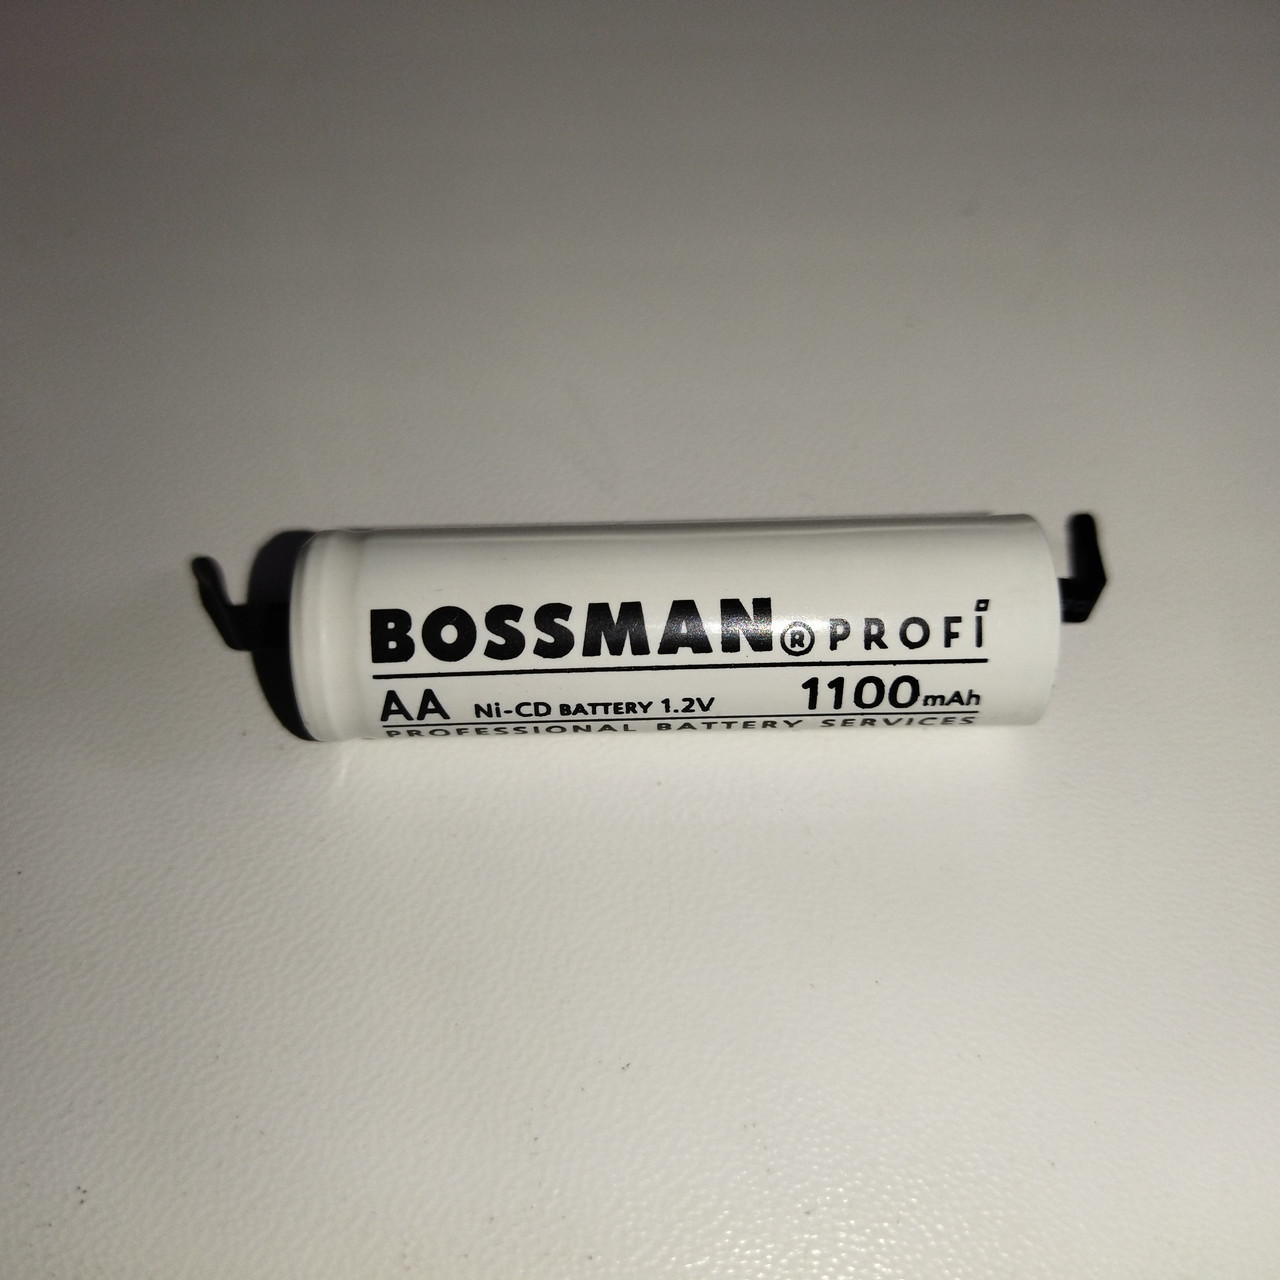 BOSSMAN® PROFi
AA Ni-CD BATTERY 1.2V 1100mAh
PROFESSIONAL BATTERY SERVICES